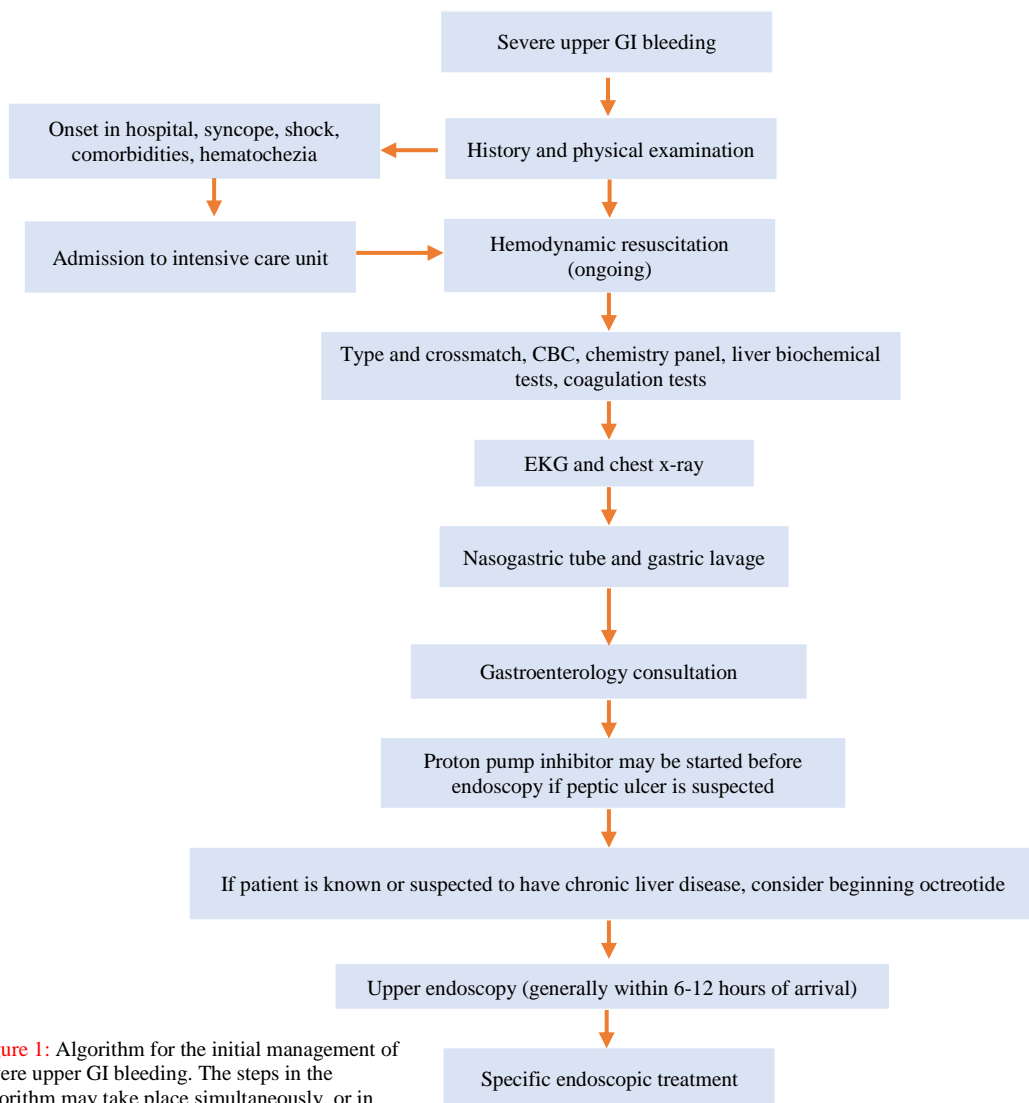 Severe upper GI bleeding
Onset in hospital, syncope, shock,
comorbidities, hematochezia
History and physical examination
Admission to intensive care unit
Hemodynamic resuscitation
(ongoing)
Type and crossmatch, CBC, chemistry panel, liver biochemical
tests, coagulation tests
EKG and chest x-ray
Nasogastric tube and gastric lavage
Gastroenterology consultation
Proton pump inhibitor may be started before
endoscopy if peptic ulcer is suspected
If patient is known or suspected to have chronic liver disease, consider beginning octreotide
Upper endoscopy (generally within 6-12 hours of arrival)
Specific endoscopic treatment
gure 1: Algorithm for the initial management of
vere upper GI bleeding. The steps in the
gorithm may take place simultaneously, or in